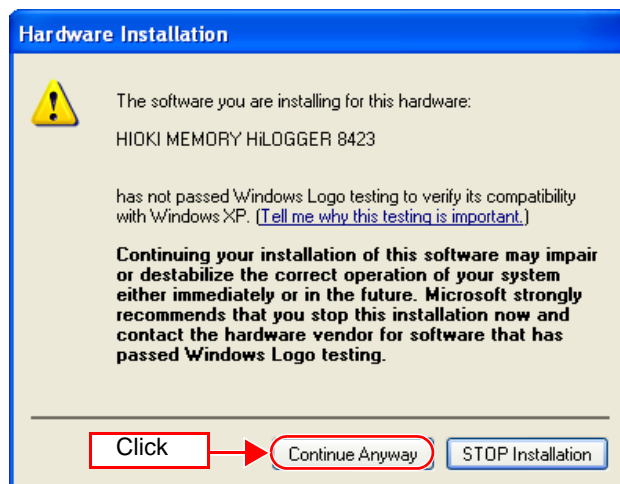 Hardware Installation
The software you are installing for this hardware:
HIOKI MEMORY HiLOGGER 8423
has not passed Windows Logo testing to verify its compatibility
with Windows XP. (Tell me why this testing is important.)
Continuing your installation of this software may impair
or destabilize the correct operation of your system
either immediately or in the future. Microsoft strongly
recommends that you stop this installation now and
contact the hardware vendor for software that has
passed Windows Logo testing.
Click
Continue Anyway
STOP Installation